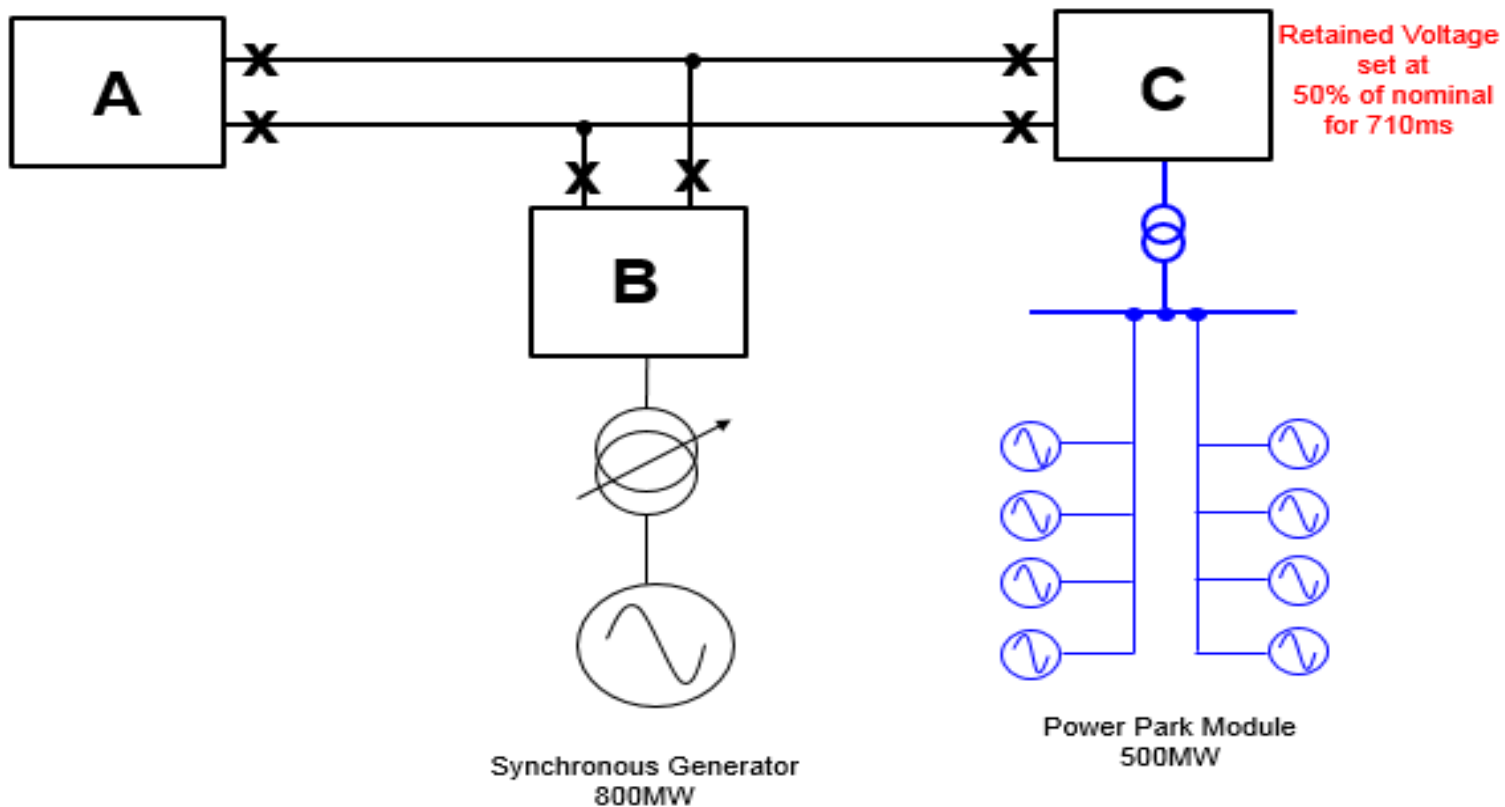 A
C
Retained Voltage
set at
50% of nominal
for 710ms
X
X
X
X
X
X
B
Synchronous Generator
800MW
Power Park Module
500MW